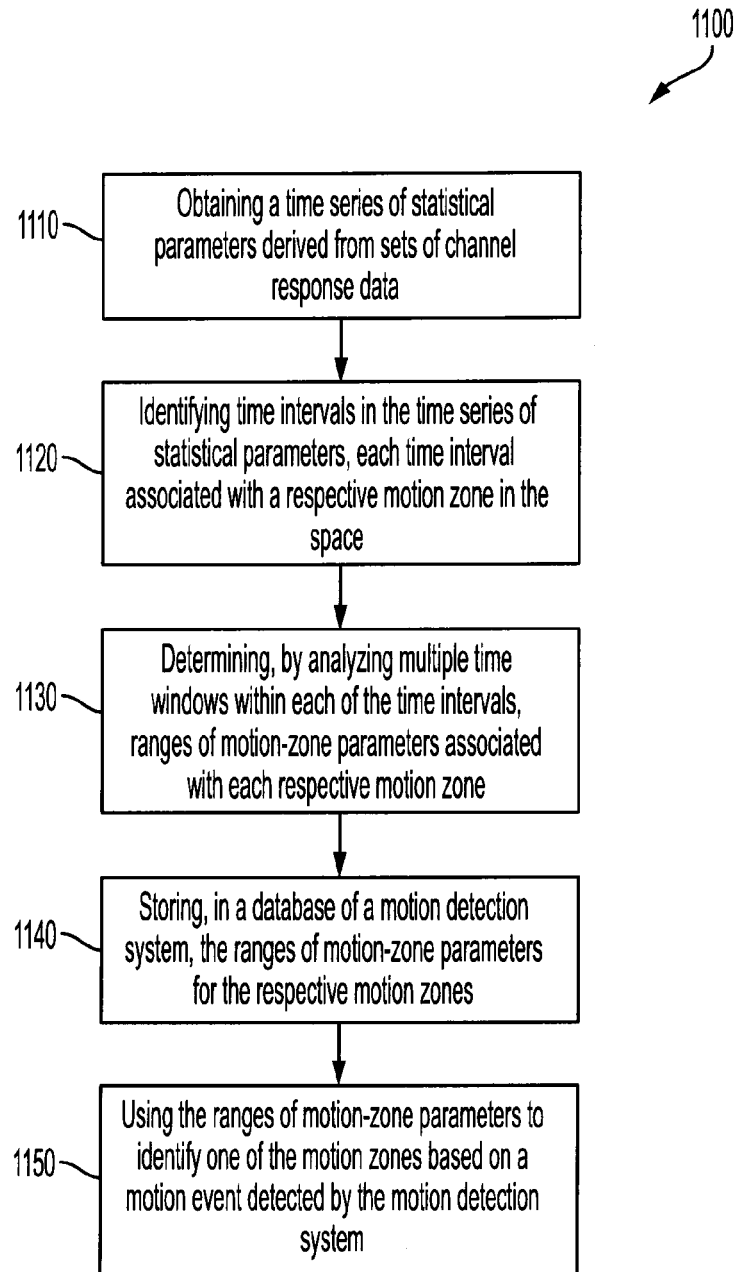 1100
1110
Obtaining a time series of statistical
parameters derived from sets of channel
response data
1120
Identifying time intervals in the time series of
statistical parameters, each time interval
associated with a respective motion zone in the
space
1130
Determining, by analyzing multiple time
windows within each of the time intervals,
ranges of motion-zone parameters associated
with each respective motion zone
1140
Storing, in a database of a motion detection
system, the ranges of motion-zone parameters
for the respective motion zones
1150
Using the ranges of motion-zone parameters to
identify one of the motion zones based on a
motion event detected by the motion detection
system